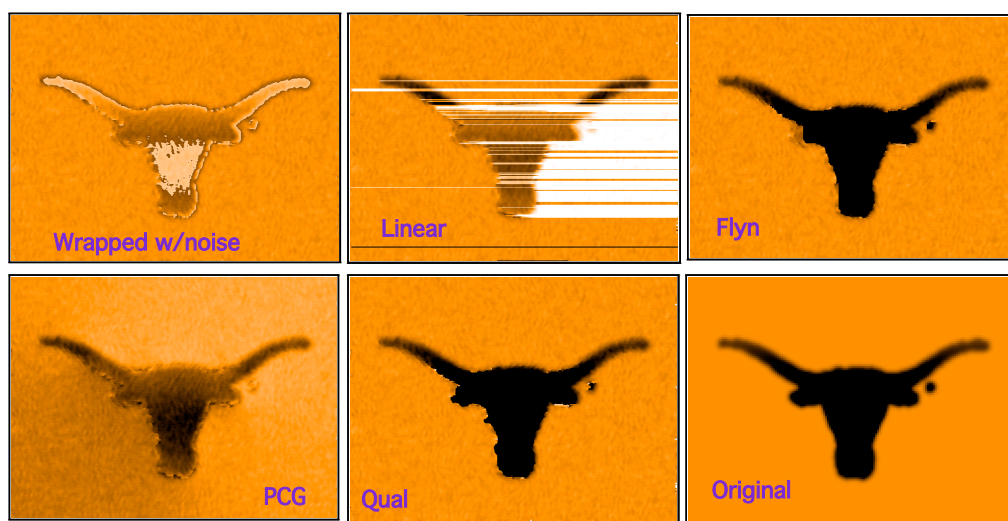 Wrapped w/noise
Linear
Flyn
PCG
Qual
Original